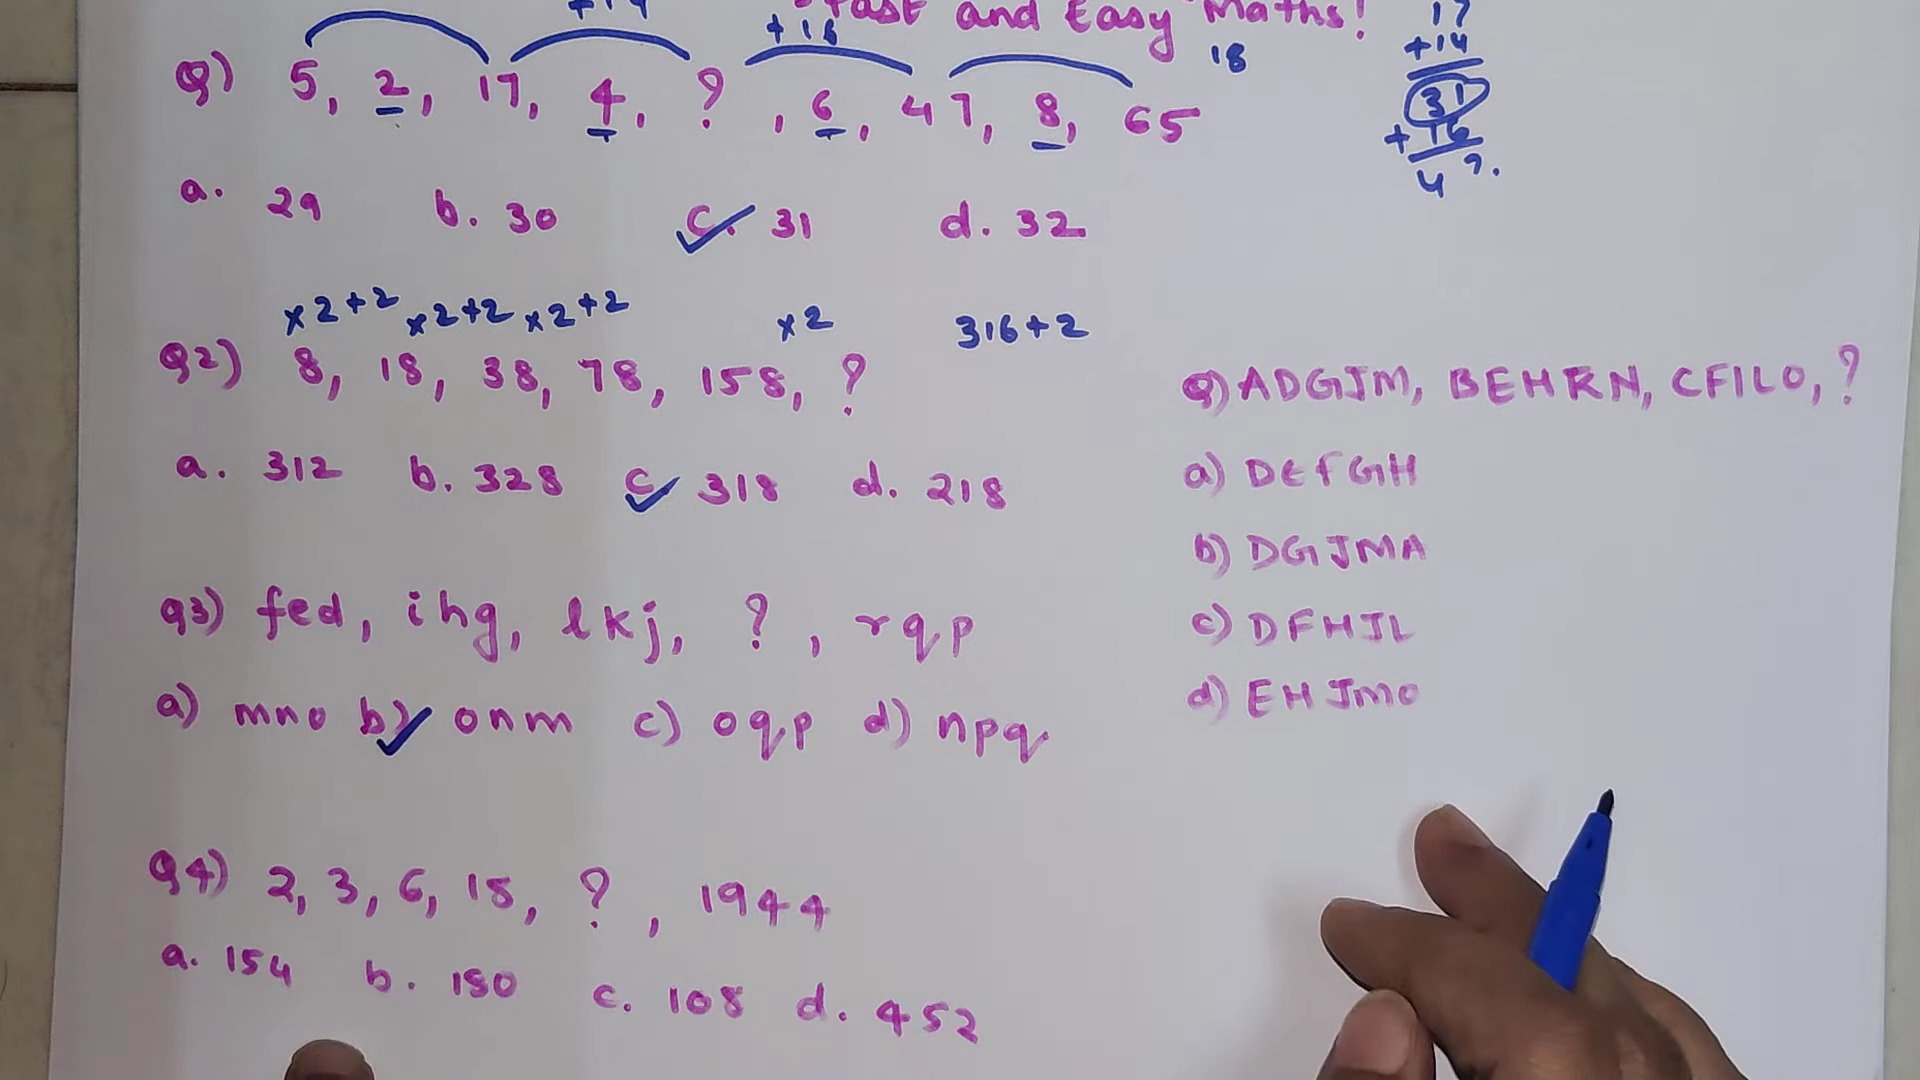 Fast and Easy Maths!
+14
+16
18
17
+14
31
+16
47.
Q) 5, 2, 17, 4, ?, 6, 47, 8, 65
a. 29 b. 30 c. 31 d. 32
×2+2 ×2+2 ×2+2 ×2 316+2
Q2) 8, 18, 38, 78, 158, ?
a. 312 b. 328 c 318 d. 218
Q3) fed, ihg, lkj, ?, rqp
a) mno b) onm c) oqp d) npq
Q4) 2, 3, 6, 18, ?, 1944
a. 154 b. 180 c. 108 d. 452
Q) ADGJM, BEHKN, CFILO, ?
a) DEFGH
b) DGJMA
c) DFHJL
d) EHJMO